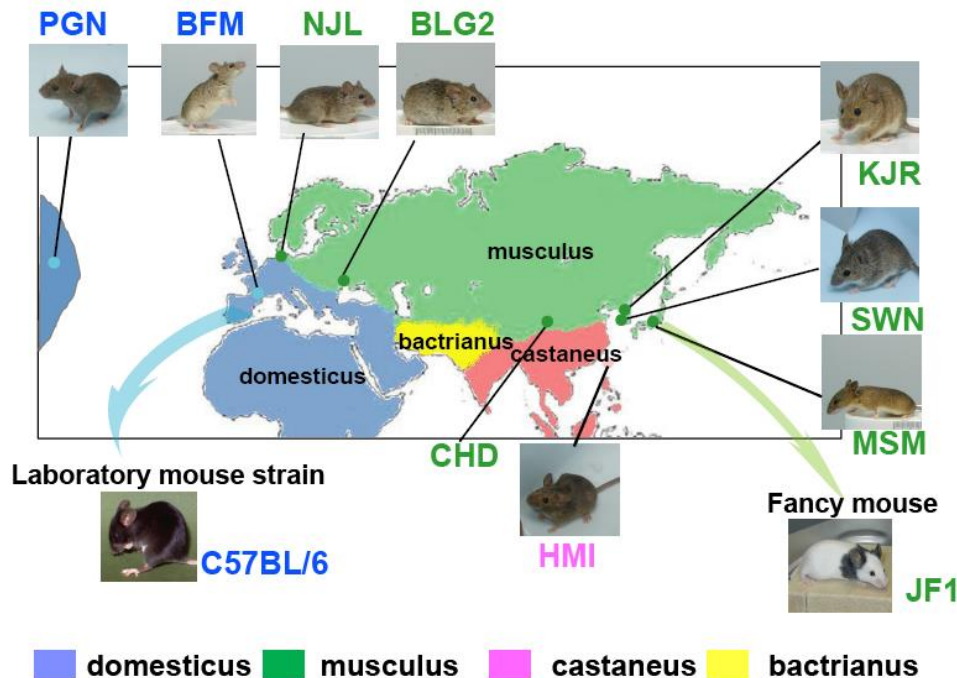 PGN
BFM
NJL
BLG2
KJR
musculus
SWN
bactrianus
castaneus
domesticus
CHD
MSM
Laboratory mouse strain
Fancy mouse
C57BL/6
HMI
JF1
domesticus
musculus
castaneus
bactrianus